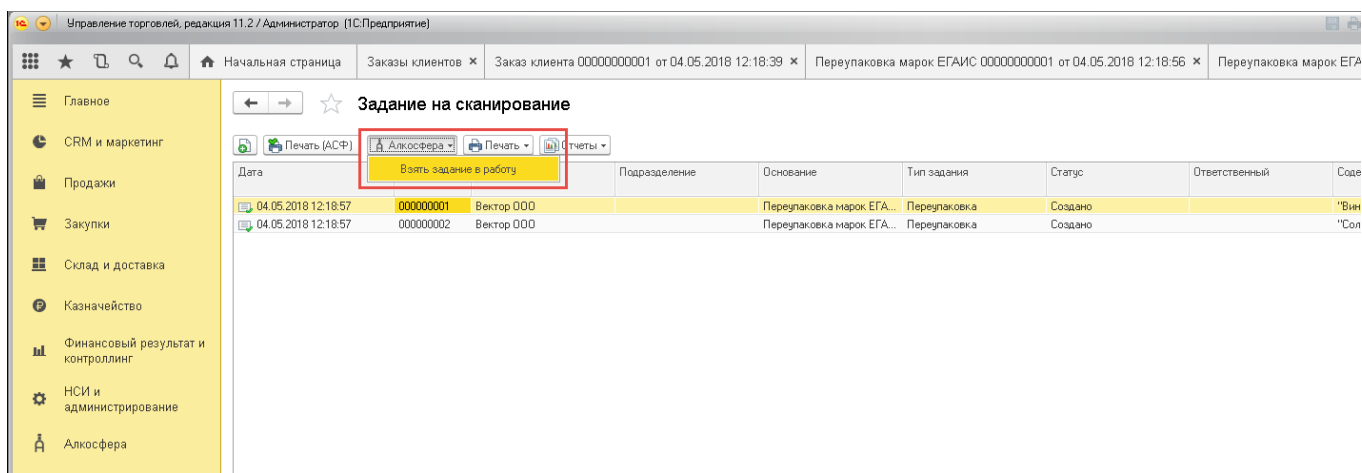 1С Управление торговлей, редакция 11.2 / Администратор (1С:Предприятие)
Начальная страница Заказы клиентов × Заказ клиента 00000000001 от 04.05.2018 12:18:39 × Переупаковка марок ЕГАИС 00000000001 от 04.05.2018 12:18:56 × Переупаковка марок ЕГА
Главное
CRM и маркетинг
Продажи
Закупки
Склад и доставка
Казначейство
Финансовый результат и
контроллинг
НСИ и
администрирование
Алкосфера
Задание на сканирование
Печать (АСФ) Алкосфера Печать Отчеты
Взять задание в работу
Дата Подразделение Основание Тип задания Статус Ответственный Соде
04.05.2018 12:18:57 000000001 Вектор ООО Переупаковка марок ЕГА... Переупаковка Создано "Вин
04.05.2018 12:18:57 000000002 Вектор ООО Переупаковка марок ЕГА... Переупаковка Создано "Сол